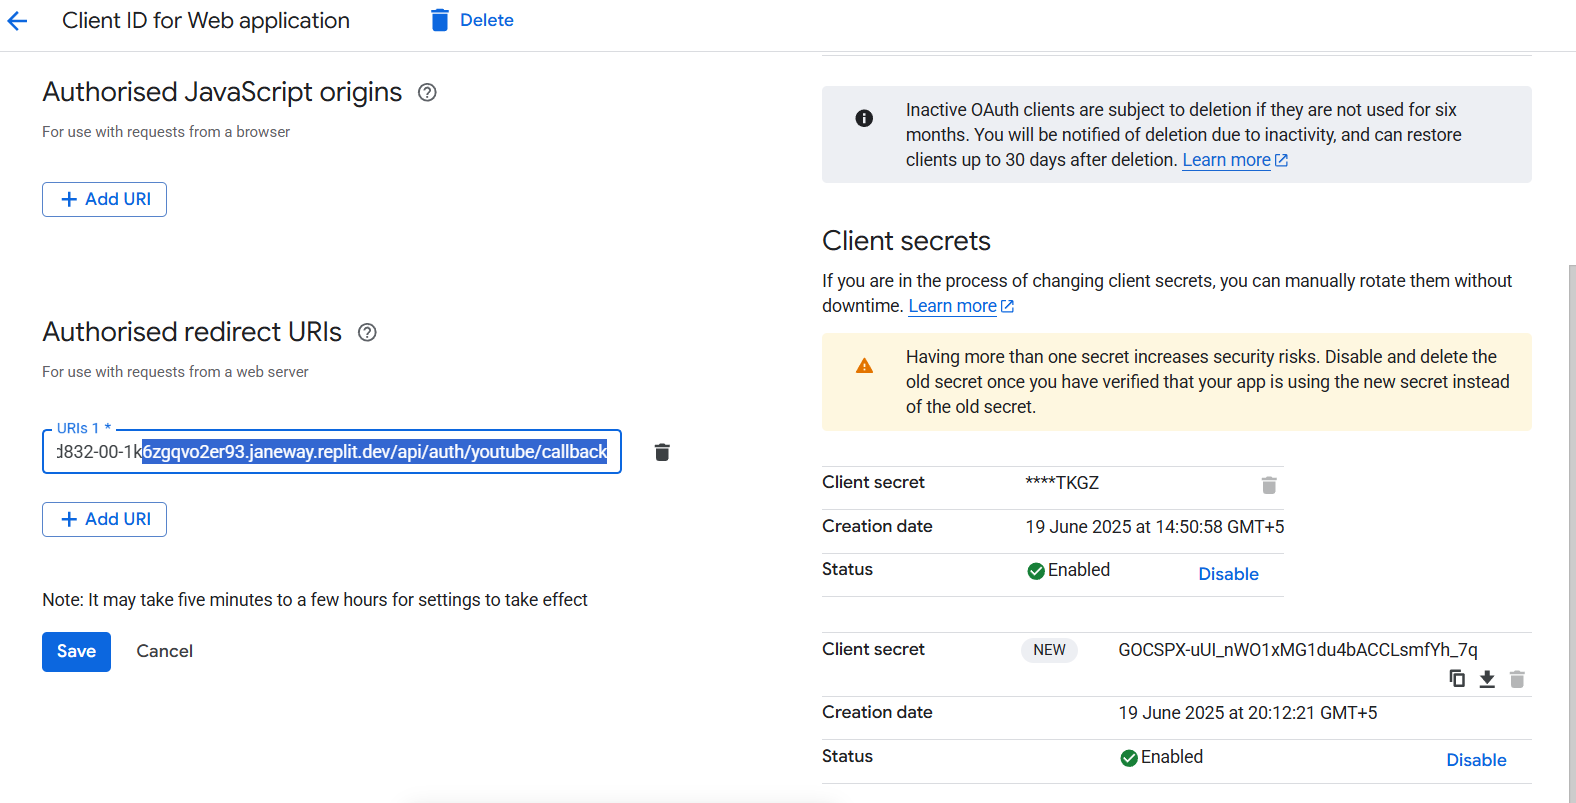 Client ID for Web application
Delete
Authorised JavaScript origins
For use with requests from a browser
Add URI
Authorised redirect URIs
For use with requests from a web server
URIs 1 *
d832-00-1k6zgqvo2er93.janeway.replit.dev/api/auth/youtube/callback
Add URI
Note: It may take five minutes to a few hours for settings to take effect
Save Cancel
Inactive OAuth clients are subject to deletion if they are not used for six
months. You will be notified of deletion due to inactivity, and can restore
clients up to 30 days after deletion. Learn more
Client secrets
If you are in the process of changing client secrets, you can manually rotate them without
downtime. Learn more
Having more than one secret increases security risks. Disable and delete the
old secret once you have verified that your app is using the new secret instead
of the old secret.
Client secret ****TKGZ
Creation date 19 June 2025 at 14:50:58 GMT+5
Status Enabled Disable
Client secret NEW 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
Creation date 19 June 2025 at 20:12:21 GMT+5
Status Enabled Disable